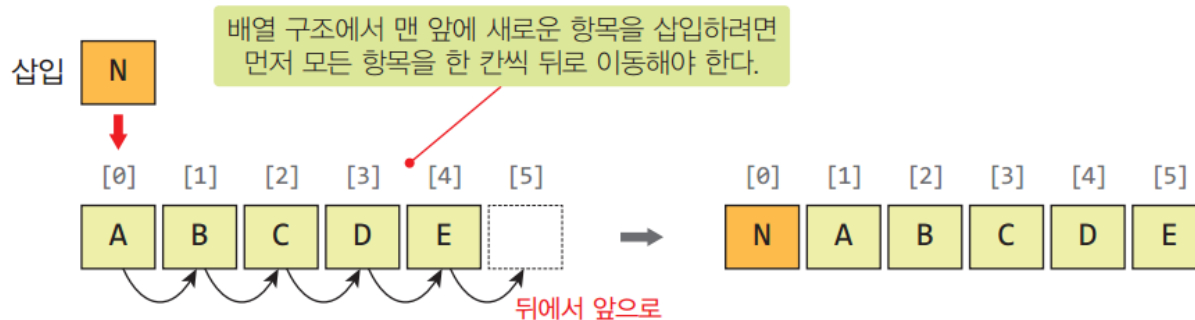 배열 구조에서 맨 앞에 새로운 항목을 삽입하려면
먼저 모든 항목을 한 칸씩 뒤로 이동해야 한다.
삽입 N
[0] [1] [2] [3] [4] [5]
A B C D E
뒤에서 앞으로
[0] [1] [2] [3] [4] [5]
N A B C D E